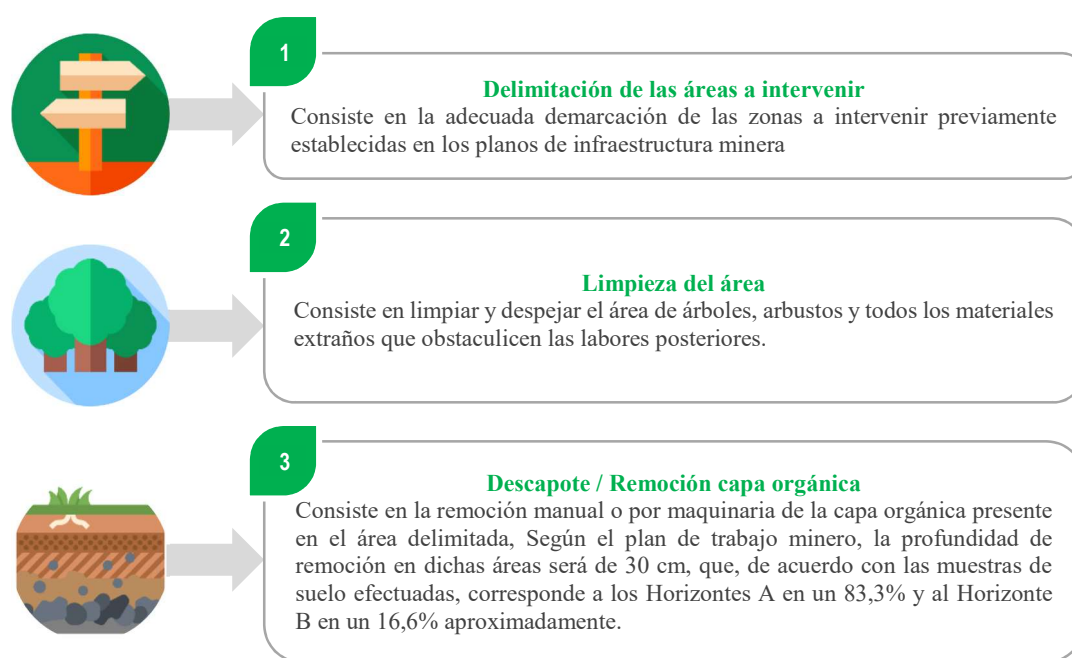 1
Delimitación de las áreas a intervenir
Consiste en la adecuada demarcación de las zonas a intervenir previamente
establecidas en los planos de infraestructura minera
2
Limpieza del área
Consiste en limpiar y despejar el área de árboles, arbustos y todos los materiales
extraños que obstaculicen las labores posteriores.
3
Descapote / Remoción capa orgánica
Consiste en la remoción manual o por maquinaria de la capa orgánica presente
en el área delimitada, Según el plan de trabajo minero, la profundidad de
remoción en dichas áreas será de 30 cm, que, de acuerdo con las muestras de
suelo efectuadas, corresponde a los Horizontes A en un 83,3% y al Horizonte
B en un 16,6% aproximadamente.